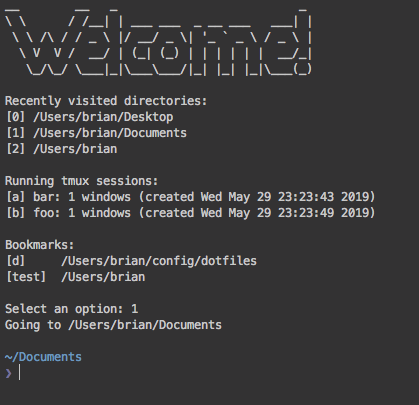 Welcome!
Recently visited directories:
[0] /Users/brian/Desktop
[1] /Users/brian/Documents
[2] /Users/brian
Running tmux sessions:
[a] bar: 1 windows (created Wed May 29 23:23:43 2019)
[b] foo: 1 windows (created Wed May 29 23:23:49 2019)
Bookmarks:
[d]     /Users/brian/config/dotfiles
[test]  /Users/brian
Select an option: 1
Going to /Users/brian/Documents
~/Documents
❯